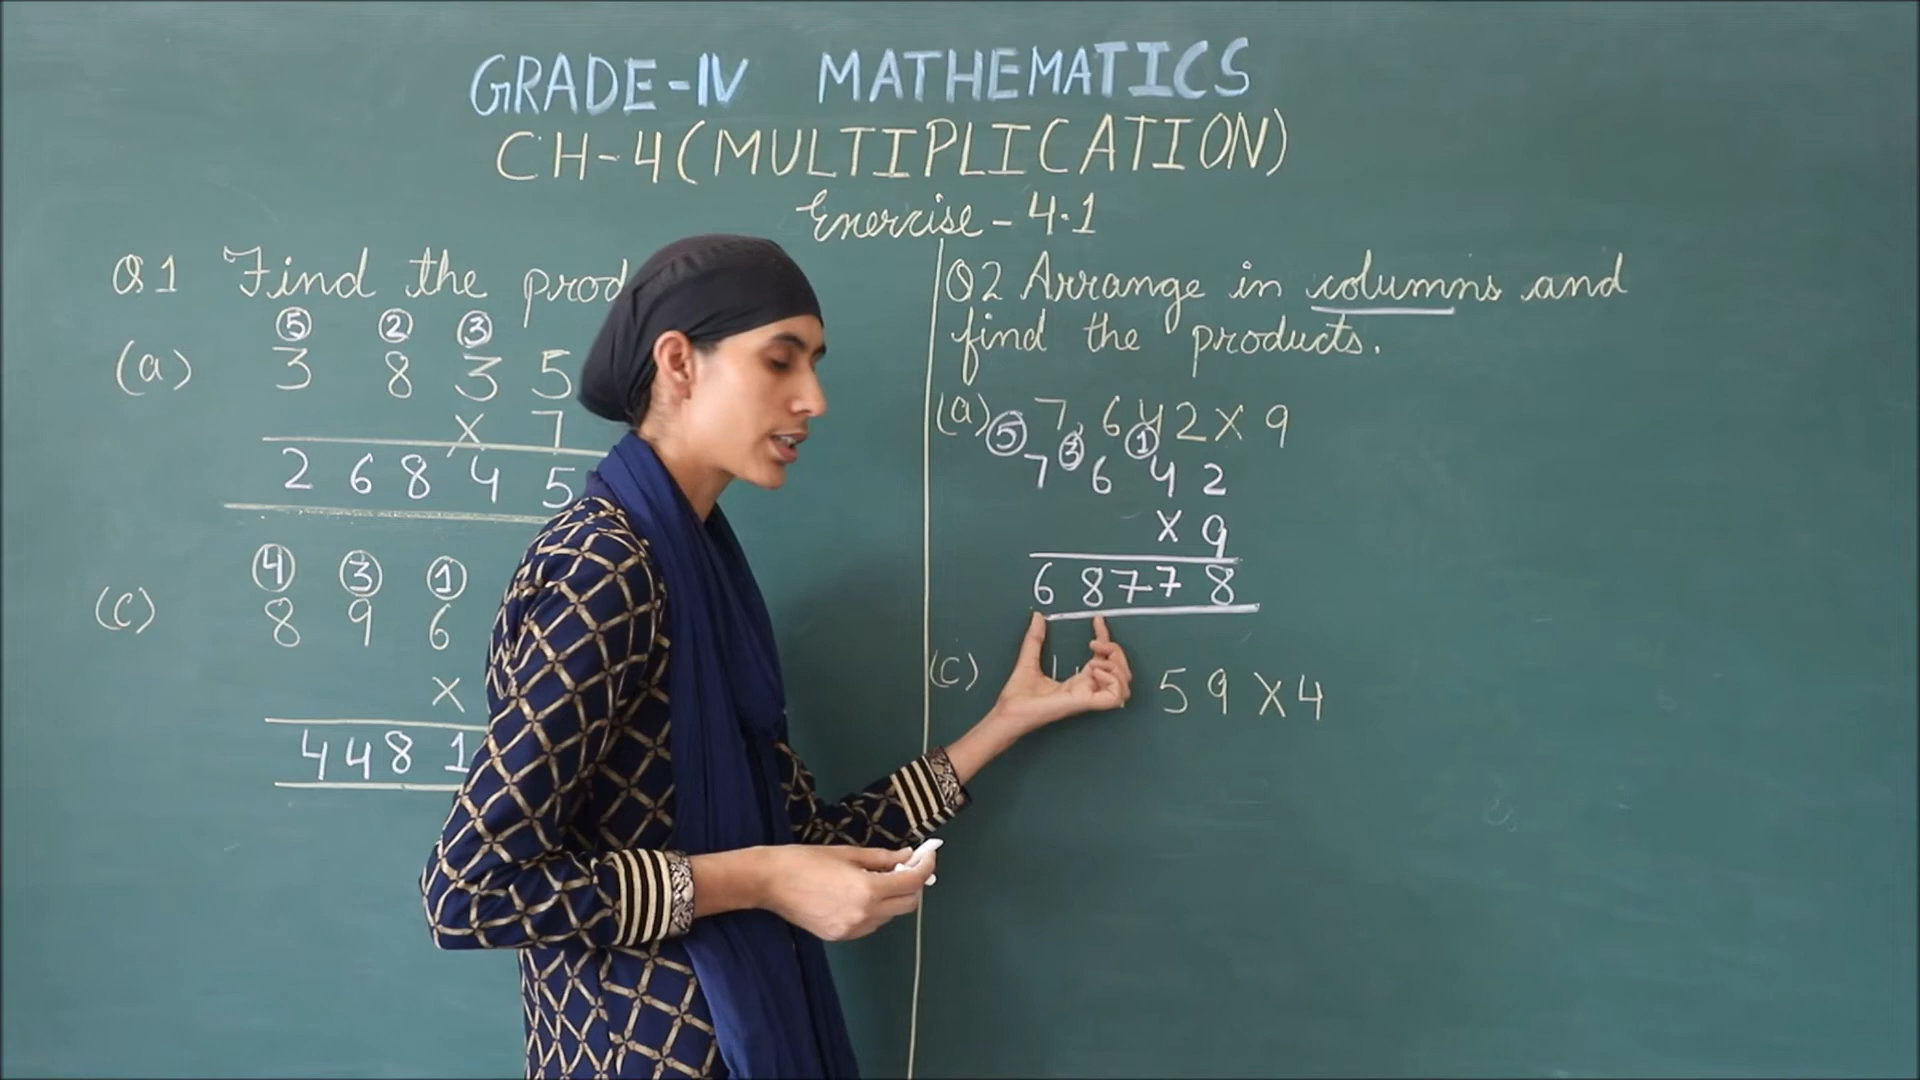 GRADE-IV MATHEMATICS
CH-4(MULTIPLICATION)
Exercise-4.1
Q1 Find the prod
(a)
5 2 3
3 8 3 5
X 7
2 6 8 4 5
(C)
4 3 1
8 9 6
X
4 4 8 1
Q2 Arrange in columns and
find the products.
(a) 7,642 X 9
5 3 1
7 6 4 2
X 9
6 8 7 7 8
(C) 59 X 4